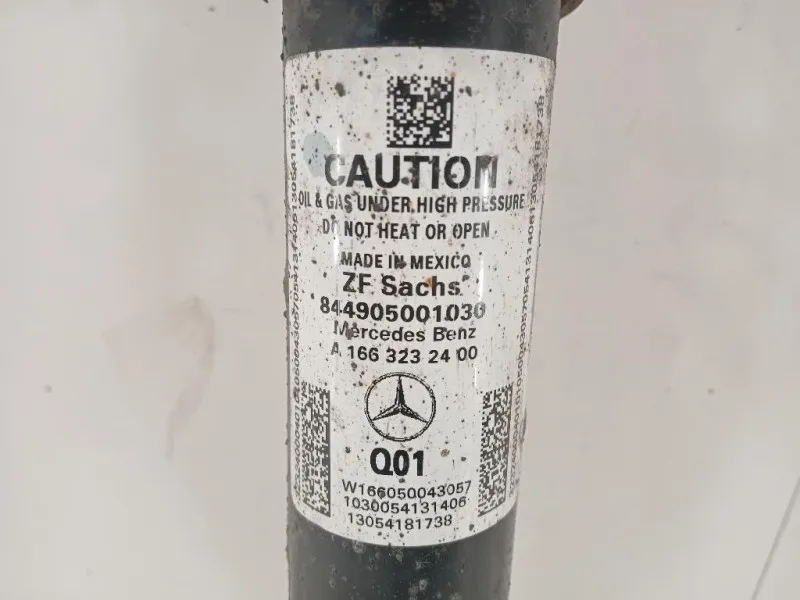 CAUTION
OIL & GAS UNDER HIGH PRESSURE
DO NOT HEAT OR OPEN
MADE IN MEXICO
ZF Sachs
844905001030
Mercedes Benz
A 166 323 24 00
Q01
W166050043057
1030054131406
13054181738